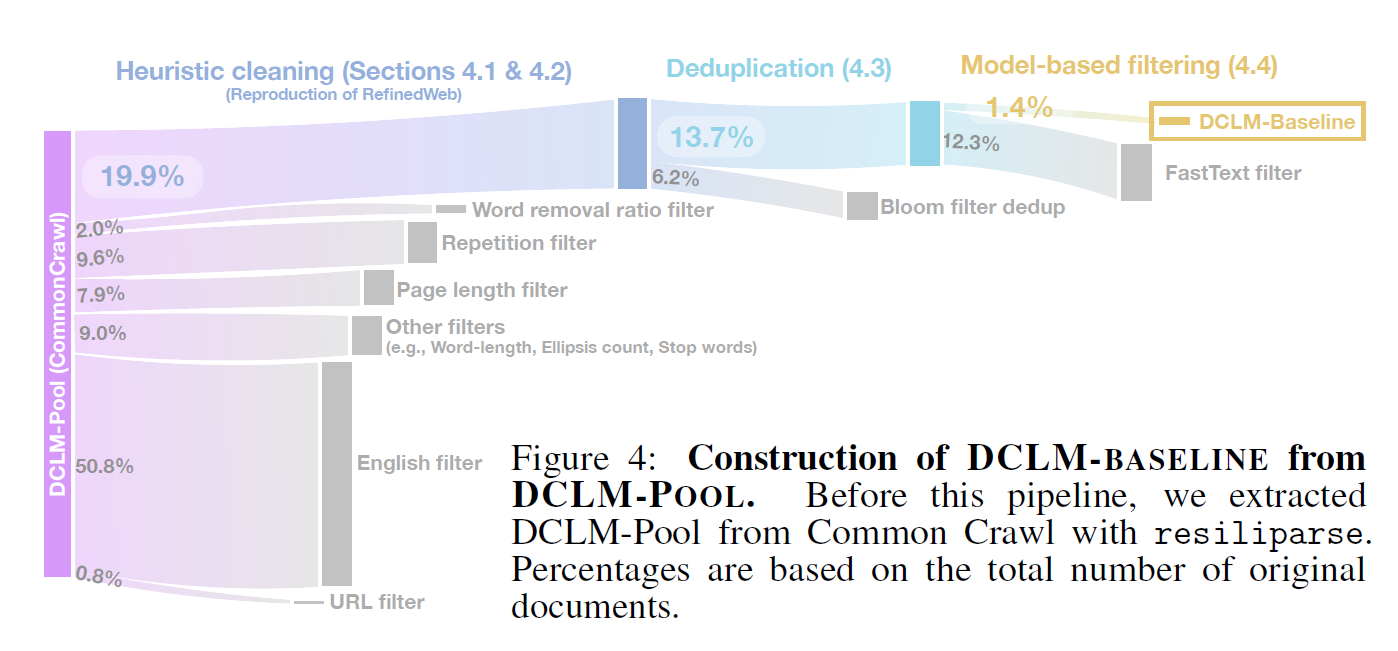 Heuristic cleaning (Sections 4.1 & 4.2)
(Reproduction of RefinedWeb)
Deduplication (4.3)
Model-based filtering (4.4)
DCLM-Pool (CommonCrawl)
19.9%
13.7%
1.4%
DCLM-Baseline
12.3%
FastText filter
6.2%
Bloom filter dedup
2.0%
Word removal ratio filter
9.6%
Repetition filter
7.9%
Page length filter
9.0%
Other filters
(e.g., Word-length, Ellipsis count, Stop words)
50.8%
English filter
0.8%
URL filter
Figure 4: Construction of DCLM-BASELINE from
DCLM-POOL. Before this pipeline, we extracted
DCLM-Pool from Common Crawl with resiliparse.
Percentages are based on the total number of original
documents.